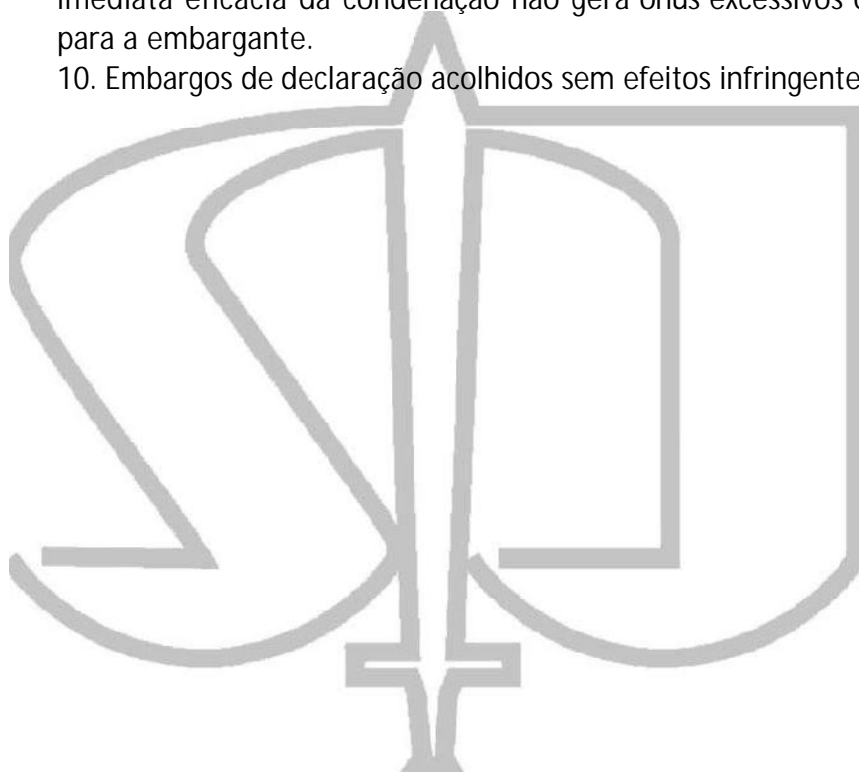 imediata eficácia da condenação não gera ônus excessivos
para a embargante.
10. Embargos de declaração acolhidos sem efeitos infringente